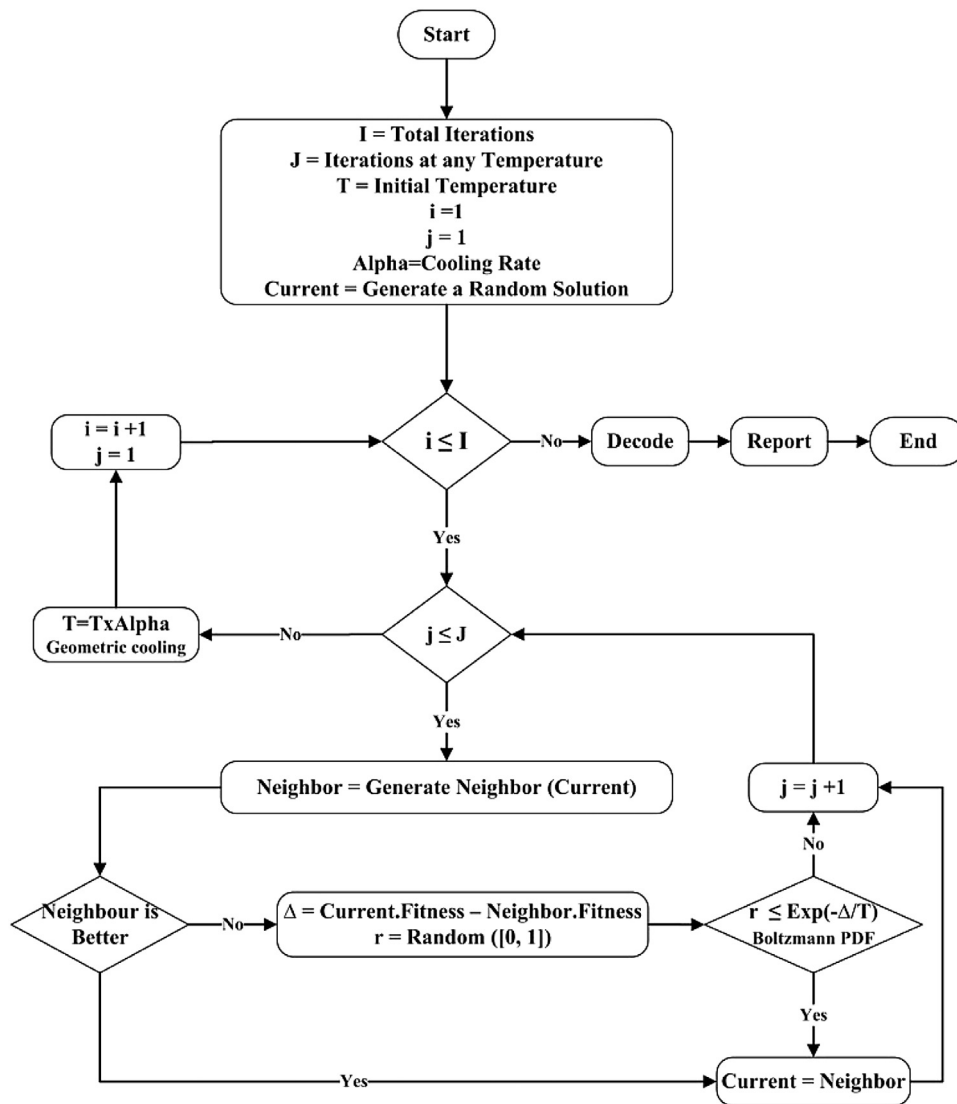 Start
I = Total Iterations
J = Iterations at any Temperature
T = Initial Temperature
i =1
j = 1
Alpha=Cooling Rate
Current = Generate a Random Solution
i = i +1
j = 1
i ≤ I
No
Decode
Report
End
Yes
T=TxAlpha
Geometric cooling
No
j ≤ J
Yes
Neighbor = Generate Neighbor (Current)
j = j +1
No
Neighbour is
Better
No
Δ = Current.Fitness – Neighbor.Fitness
r = Random ([0, 1])
r ≤ Exp(-Δ/T)
Boltzmann PDF
Yes
Yes
Current = Neighbor